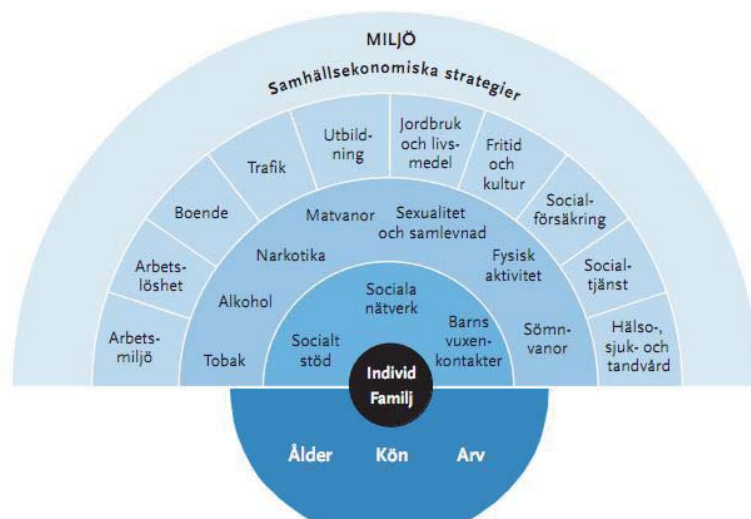 MILJÖ
Samhällsekonomiska strategier
Arbets-
miljö
Arbets-
löshet
Boende
Trafik
Utbild-
ning
Jordbruk
och livs-
medel
Fritid
och
kultur
Social-
försäkring
Social-
tjänst
Hälso-,
sjuk- och
tandvård
Tobak
Alkohol
Narkotika
Matvanor
Sexualitet
och samlevnad
Fysisk
aktivitet
Sömn-
vanor
Socialt
stöd
Sociala
nätverk
Barns
vuxen-
kontakter
Individ
Familj
Ålder
Kön
Arv